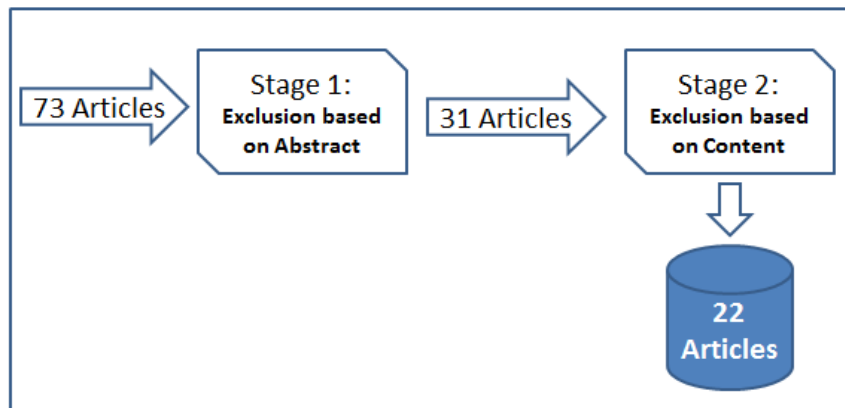 73 Articles
Stage 1:
Exclusion based
on Abstract
31 Articles
Stage 2:
Exclusion based
on Content
22
Articles